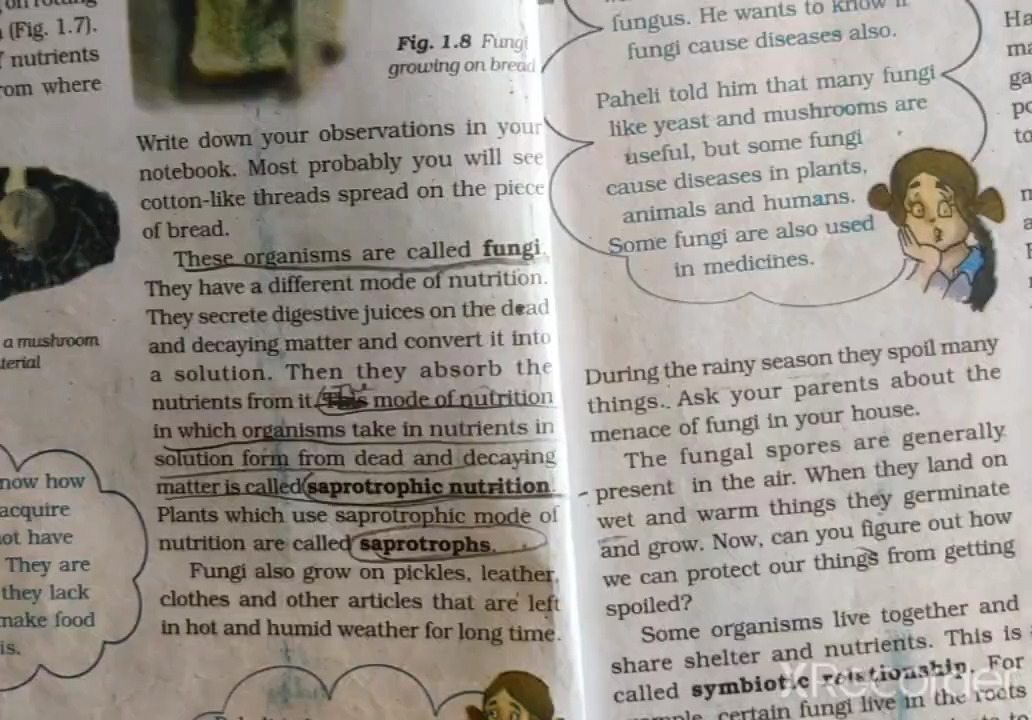 (Fig. 1.7).
nutrients
om where
a mushroom
terial
now how
acquire
ot have
They are
they lack
make food
is.
Fig. 1.8 Fungi
growing on bread
Write down your observations in your
notebook. Most probably you will see
cotton-like threads spread on the piece
of bread.
These organisms are called fungi.
They have a different mode of nutrition.
They secrete digestive juices on the dead
and decaying matter and convert it into
a solution. Then they absorb the
nutrients from it. This mode of nutrition
in which organisms take in nutrients in
solution form from dead and decaying
matter is called saprotrophic nutrition.
Plants which use saprotrophic mode of
nutrition are called saprotrophs.
Fungi also grow on pickles, leather,
clothes and other articles that are left
in hot and humid weather for long time.
fungus. He wants to know if
fungi cause diseases also.
Paheli told him that many fungi
like yeast and mushrooms are
useful, but some fungi
cause diseases in plants,
animals and humans.
Some fungi are also used
in medicines.
During the rainy season they spoil many
things. Ask your parents about the
menace of fungi in your house.
The fungal spores are generally
present in the air. When they land on
wet and warm things they germinate
and grow. Now, can you figure out how
we can protect our things from getting
spoiled?
Some organisms live together and
share shelter and nutrients. This is
called symbiotic relationship. For
certain fungi live in the roots
Ha
ma
ga
po
to
XRecorder